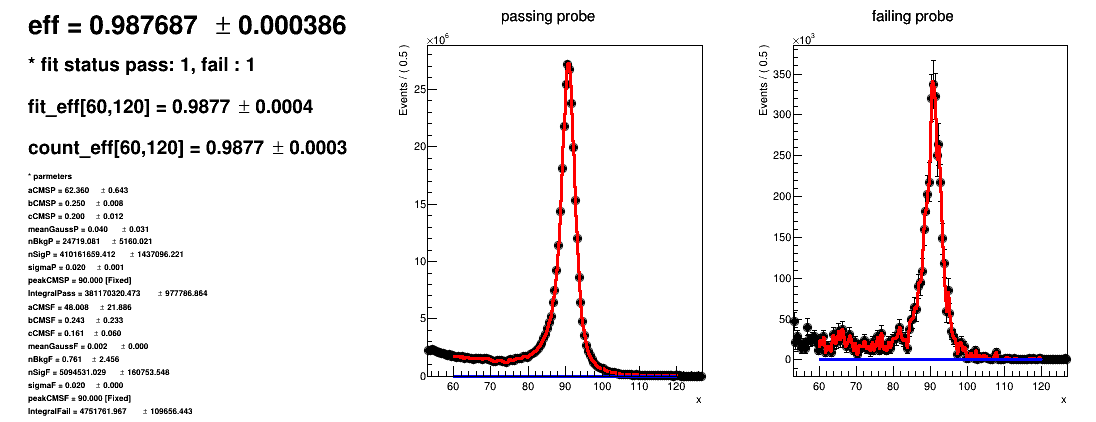 eff = 0.987687 ± 0.000386
* fit status pass: 1, fail : 1
fit_eff[60,120] = 0.9877 ± 0.0004
count_eff[60,120] = 0.9877 ± 0.0003
* parmeters
aCMSP = 62.360 ± 0.643
bCMSP = 0.250 ± 0.008
cCMSP = 0.200 ± 0.012
meanGaussP = 0.040 ± 0.031
nBkgP = 24719.081 ± 5160.021
nSigP = 410161659.412 ± 1437096.221
sigmaP = 0.020 ± 0.001
peakCMSP = 90.000 [Fixed]
IntegralPass = 381170320.473 ± 977786.864
aCMSF = 48.008 ± 21.886
bCMSF = 0.243 ± 0.233
cCMSF = 0.161 ± 0.060
meanGaussF = 0.002 ± 0.000
nBkgF = 0.761 ± 2.456
nSigF = 5094531.029 ± 160753.548
sigmaF = 0.020 ± 0.000
peakCMSF = 90.000 [Fixed]
IntegralFail = 4751761.967 ± 109656.443
passing probe
×10⁶
Events / ( 0.5 )
25
20
15
10
5
0
60 70 80 90 100 110 120
x
failing probe
×10³
Events / ( 0.5 )
350
300
250
200
150
100
50
0
60 70 80 90 100 110 120
x